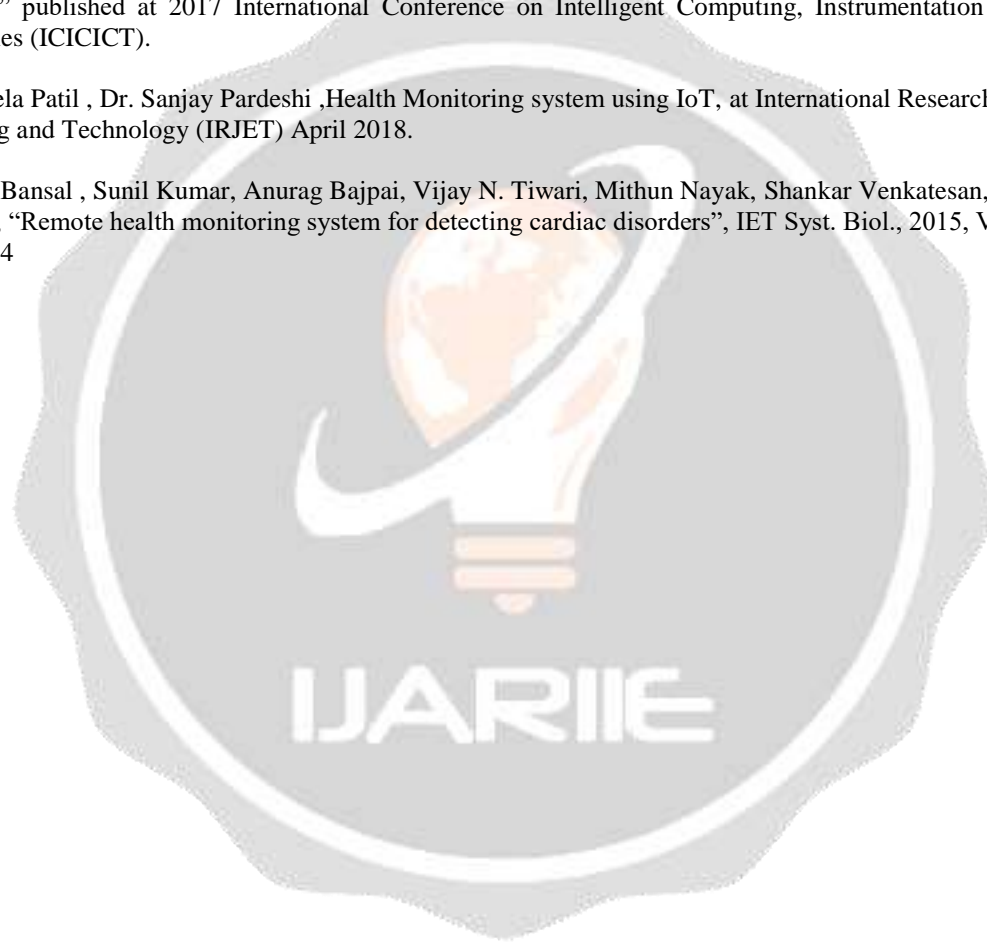 ” published at 2017 International Conference on Intelligent Computing, Instrumentation
es (ICICICT).
ela Patil , Dr. Sanjay Pardeshi ,Health Monitoring system using IoT, at International Research
g and Technology (IRJET) April 2018.
Bansal , Sunil Kumar, Anurag Bajpai, Vijay N. Tiwari, Mithun Nayak, Shankar Venkatesan,
, “Remote health monitoring system for detecting cardiac disorders”, IET Syst. Biol., 2015, V
4
IJARIIE